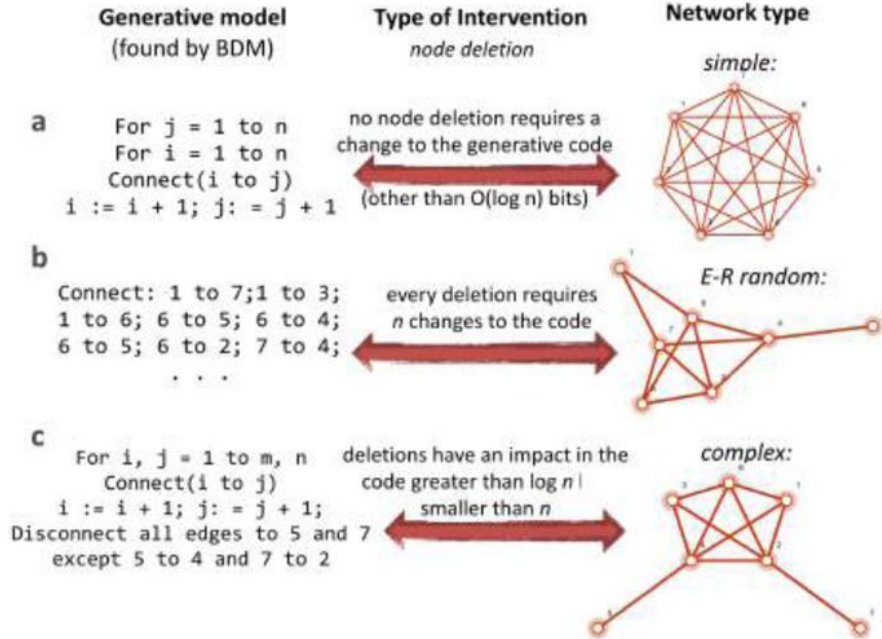 Generative model
(found by BDM)
Type of Intervention
node deletion
Network type
simple:
a
For j = 1 to n
For i = 1 to n
Connect(i to j)
i := i + 1; j: = j + 1
no node deletion requires a
change to the generative code
(other than O(log n) bits)
b
Connect: 1 to 7;1 to 3;
1 to 6; 6 to 5; 6 to 4;
6 to 5; 6 to 2; 7 to 4;
. . .
every deletion requires
n changes to the code
E-R random:
c
For i, j = 1 to m, n
Connect(i to j)
i := i + 1; j: = j + 1;
Disconnect all edges to 5 and 7
except 5 to 4 and 7 to 2
deletions have an impact in the
code greater than log n |
smaller than n
complex: